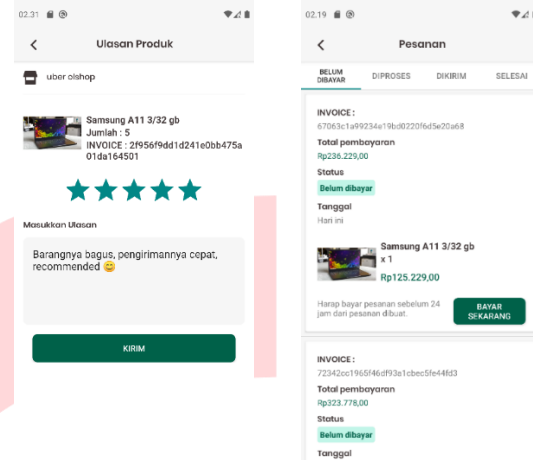 02.31
Ulasan Produk
uber olshop
Samsung A11 3/32 gb
Jumlah : 5
INVOICE : 2f956f9dd1d241e0bb475a
01da164501
Masukkan Ulasan
Barangnya bagus, pengirimannya cepat,
recommended 😊
KIRIM
02.19
Pesanan
BELUM
DIBAYAR
DIPROSES
DIKIRIM
SELESAI
INVOICE :
67063c1a99234e19bd0220f6d5e20a68
Total pembayaran
Rp236.229,00
Status
Belum dibayar
Tanggal
Hari ini
Samsung A11 3/32 gb
x 1
Rp125.229,00
Harap bayar pesanan sebelum 24
jam dari pesanan dibuat.
BAYAR
SEKARANG
INVOICE :
72342cc1965f46df93a1cbec5fe44fd3
Total pembayaran
Rp323.778,00
Status
Belum dibayar
Tanggal